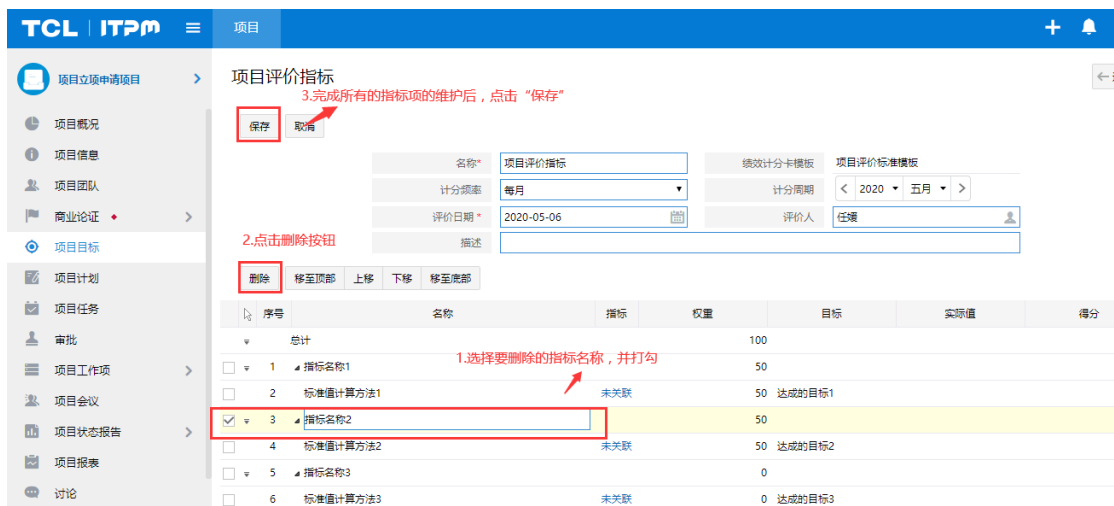 TCL | ITPM 项目
项目立项申请项目
项目概况
项目信息
项目团队
商业论证
项目目标
项目计划
项目任务
审批
项目工作项
项目会议
项目状态报告
项目报表
讨论
项目评价指标
3.完成所有的指标项的维护后，点击“保存”
保存 取消
名称* 项目评价指标 绩效计分卡模板 项目评价标准模板
计分频率 每月 计分周期 < 2020 五月 >
评价日期 * 2020-05-06 评价人 任媛
2.点击删除按钮 描述
删除 移至顶部 上移 下移 移至底部
序号 名称 指标 权重 目标 实际值 得分
总计 100
1.选择要删除的指标名称，并打勾
1 指标名称1 50
2 标准值计算方法1 未关联 50 达成的目标1
3 指标名称2 50
4 标准值计算方法2 未关联 50 达成的目标2
5 指标名称3 0
6 标准值计算方法3 未关联 0 达成的目标3